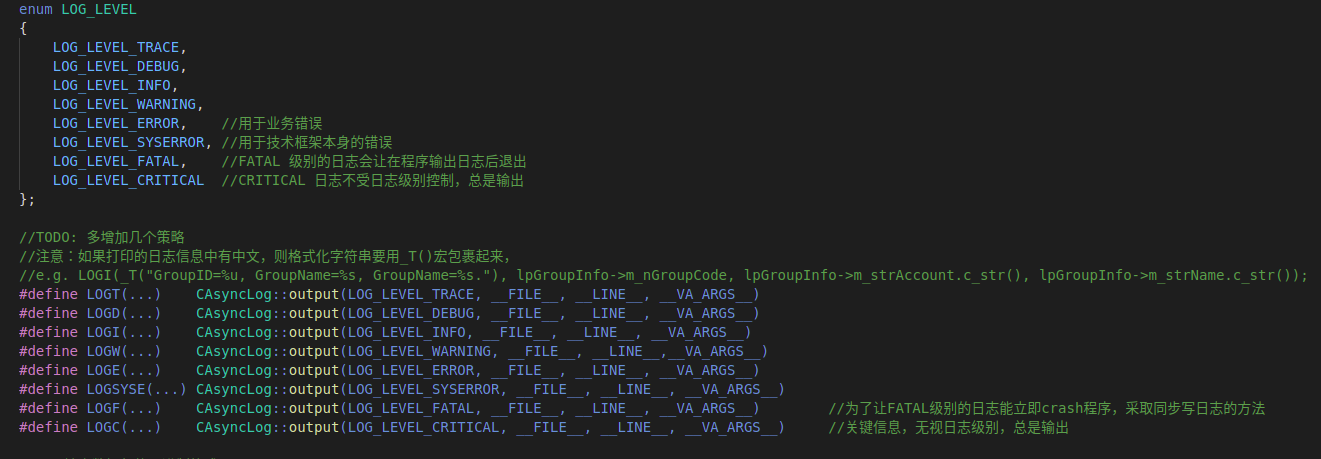 enum LOG_LEVEL
{
    LOG_LEVEL_TRACE,
    LOG_LEVEL_DEBUG,
    LOG_LEVEL_INFO,
    LOG_LEVEL_WARNING,
    LOG_LEVEL_ERROR,    //用于业务错误
    LOG_LEVEL_SYSERROR, //用于技术框架本身的错误
    LOG_LEVEL_FATAL,    //FATAL 级别的日志会让在程序输出日志后退出
    LOG_LEVEL_CRITICAL  //CRITICAL 日志不受日志级别控制，总是输出
};
//TODO: 多增加几个策略
//注意：如果打印的日志信息中有中文，则格式化字符串要用_T()宏包裹起来，
//e.g. LOGI(_T("GroupID=%u, GroupName=%s, GroupName=%s."), lpGroupInfo->m_nGroupCode, lpGroupInfo->m_strAccount.c_str(), lpGroupInfo->m_strName.c_str());
#define LOGT(...)    CAsyncLog::output(LOG_LEVEL_TRACE, __FILE__, __LINE__, __VA_ARGS__)
#define LOGD(...)    CAsyncLog::output(LOG_LEVEL_DEBUG, __FILE__, __LINE__, __VA_ARGS__)
#define LOGI(...)    CAsyncLog::output(LOG_LEVEL_INFO, __FILE__, __LINE__, __VA_ARGS__)
#define LOGW(...)    CAsyncLog::output(LOG_LEVEL_WARNING, __FILE__, __LINE__,__VA_ARGS__)
#define LOGE(...)    CAsyncLog::output(LOG_LEVEL_ERROR, __FILE__, __LINE__, __VA_ARGS__)
#define LOGSYSE(...) CAsyncLog::output(LOG_LEVEL_SYSERROR, __FILE__, __LINE__, __VA_ARGS__)
#define LOGF(...)    CAsyncLog::output(LOG_LEVEL_FATAL, __FILE__, __LINE__, __VA_ARGS__)        //为了让FATAL级别的日志能立即crash程序，采取同步写日志的方法
#define LOGC(...)    CAsyncLog::output(LOG_LEVEL_CRITICAL, __FILE__, __LINE__, __VA_ARGS__)     //关键信息，无视日志级别，总是输出